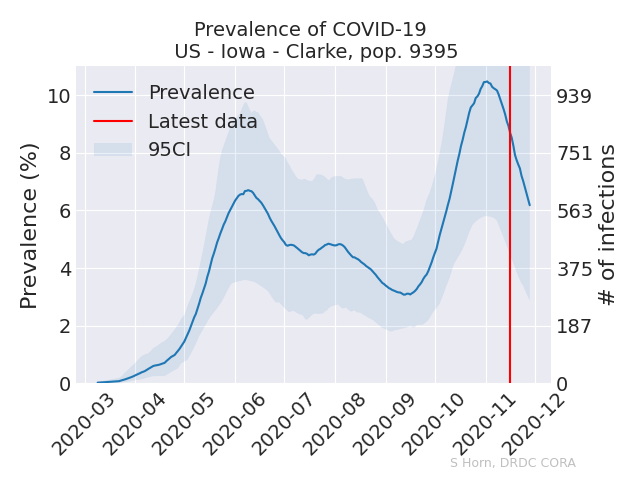 Prevalence of COVID-19
US - Iowa - Clarke, pop. 9395
Prevalence
Latest data
95CI
Prevalence (%)
10
8
6
4
2
0
939
751
563
375
187
0
# of infections
2020-03
2020-04
2020-05
2020-06
2020-07
2020-08
2020-09
2020-10
2020-11
2020-12
S Horn, DRDC CORA